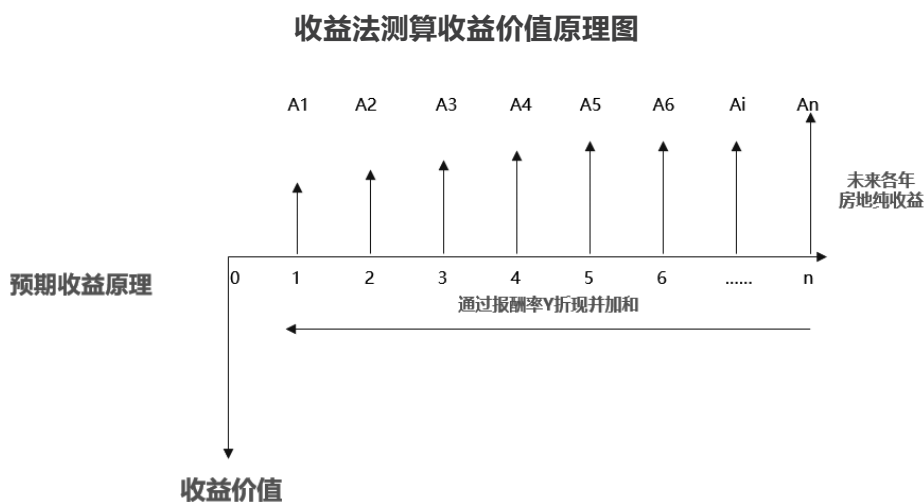 收益法测算收益价值原理图
A1 A2 A3 A4 A5 A6 Ai An
未来各年
房地纯收益
预期收益原理
0 1 2 3 4 5 6 ...... n
通过报酬率Y折现并加和
收益价值